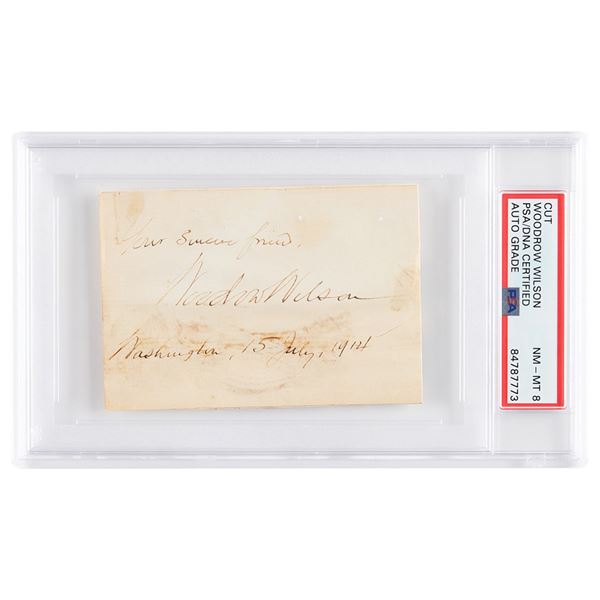 Your sincere friend,
Woodrow Wilson
Washington, 15 July, 1914
CUT
WOODROW WILSON
PSA/DNA CERTIFIED
AUTO GRADE
PSA
NM – MT 8
84787773